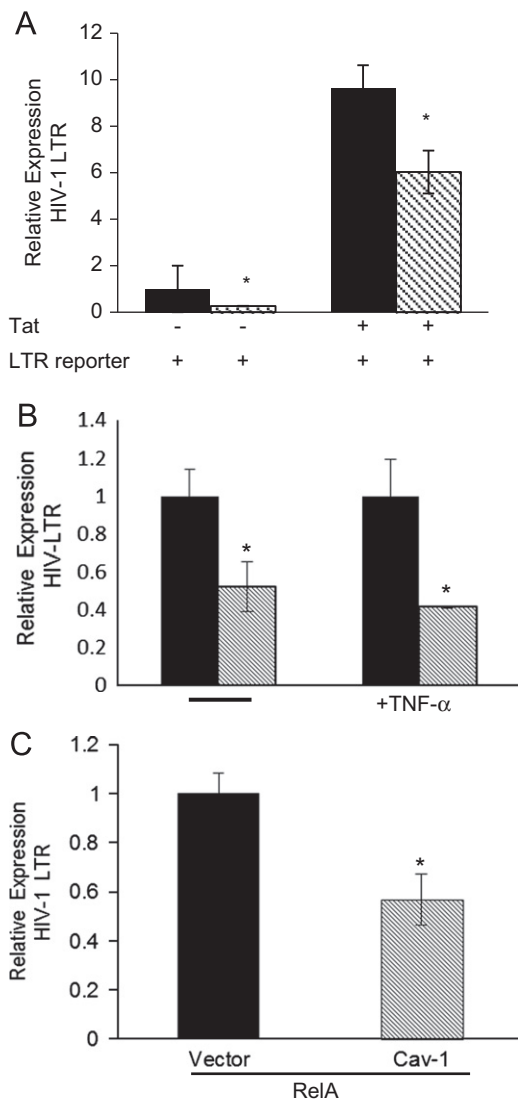 A
Relative Expression
HIV-1 LTR
12
10
8
6
4
2
0
*
*
Tat - - + +
LTR reporter + + + +
B
Relative Expression
HIV-LTR
1.4
1.2
1
0.8
0.6
0.4
0.2
0
*
*
+TNF-α
C
Relative Expression
HIV-1 LTR
1.2
1
0.8
0.6
0.4
0.2
0
*
Vector Cav-1
RelA